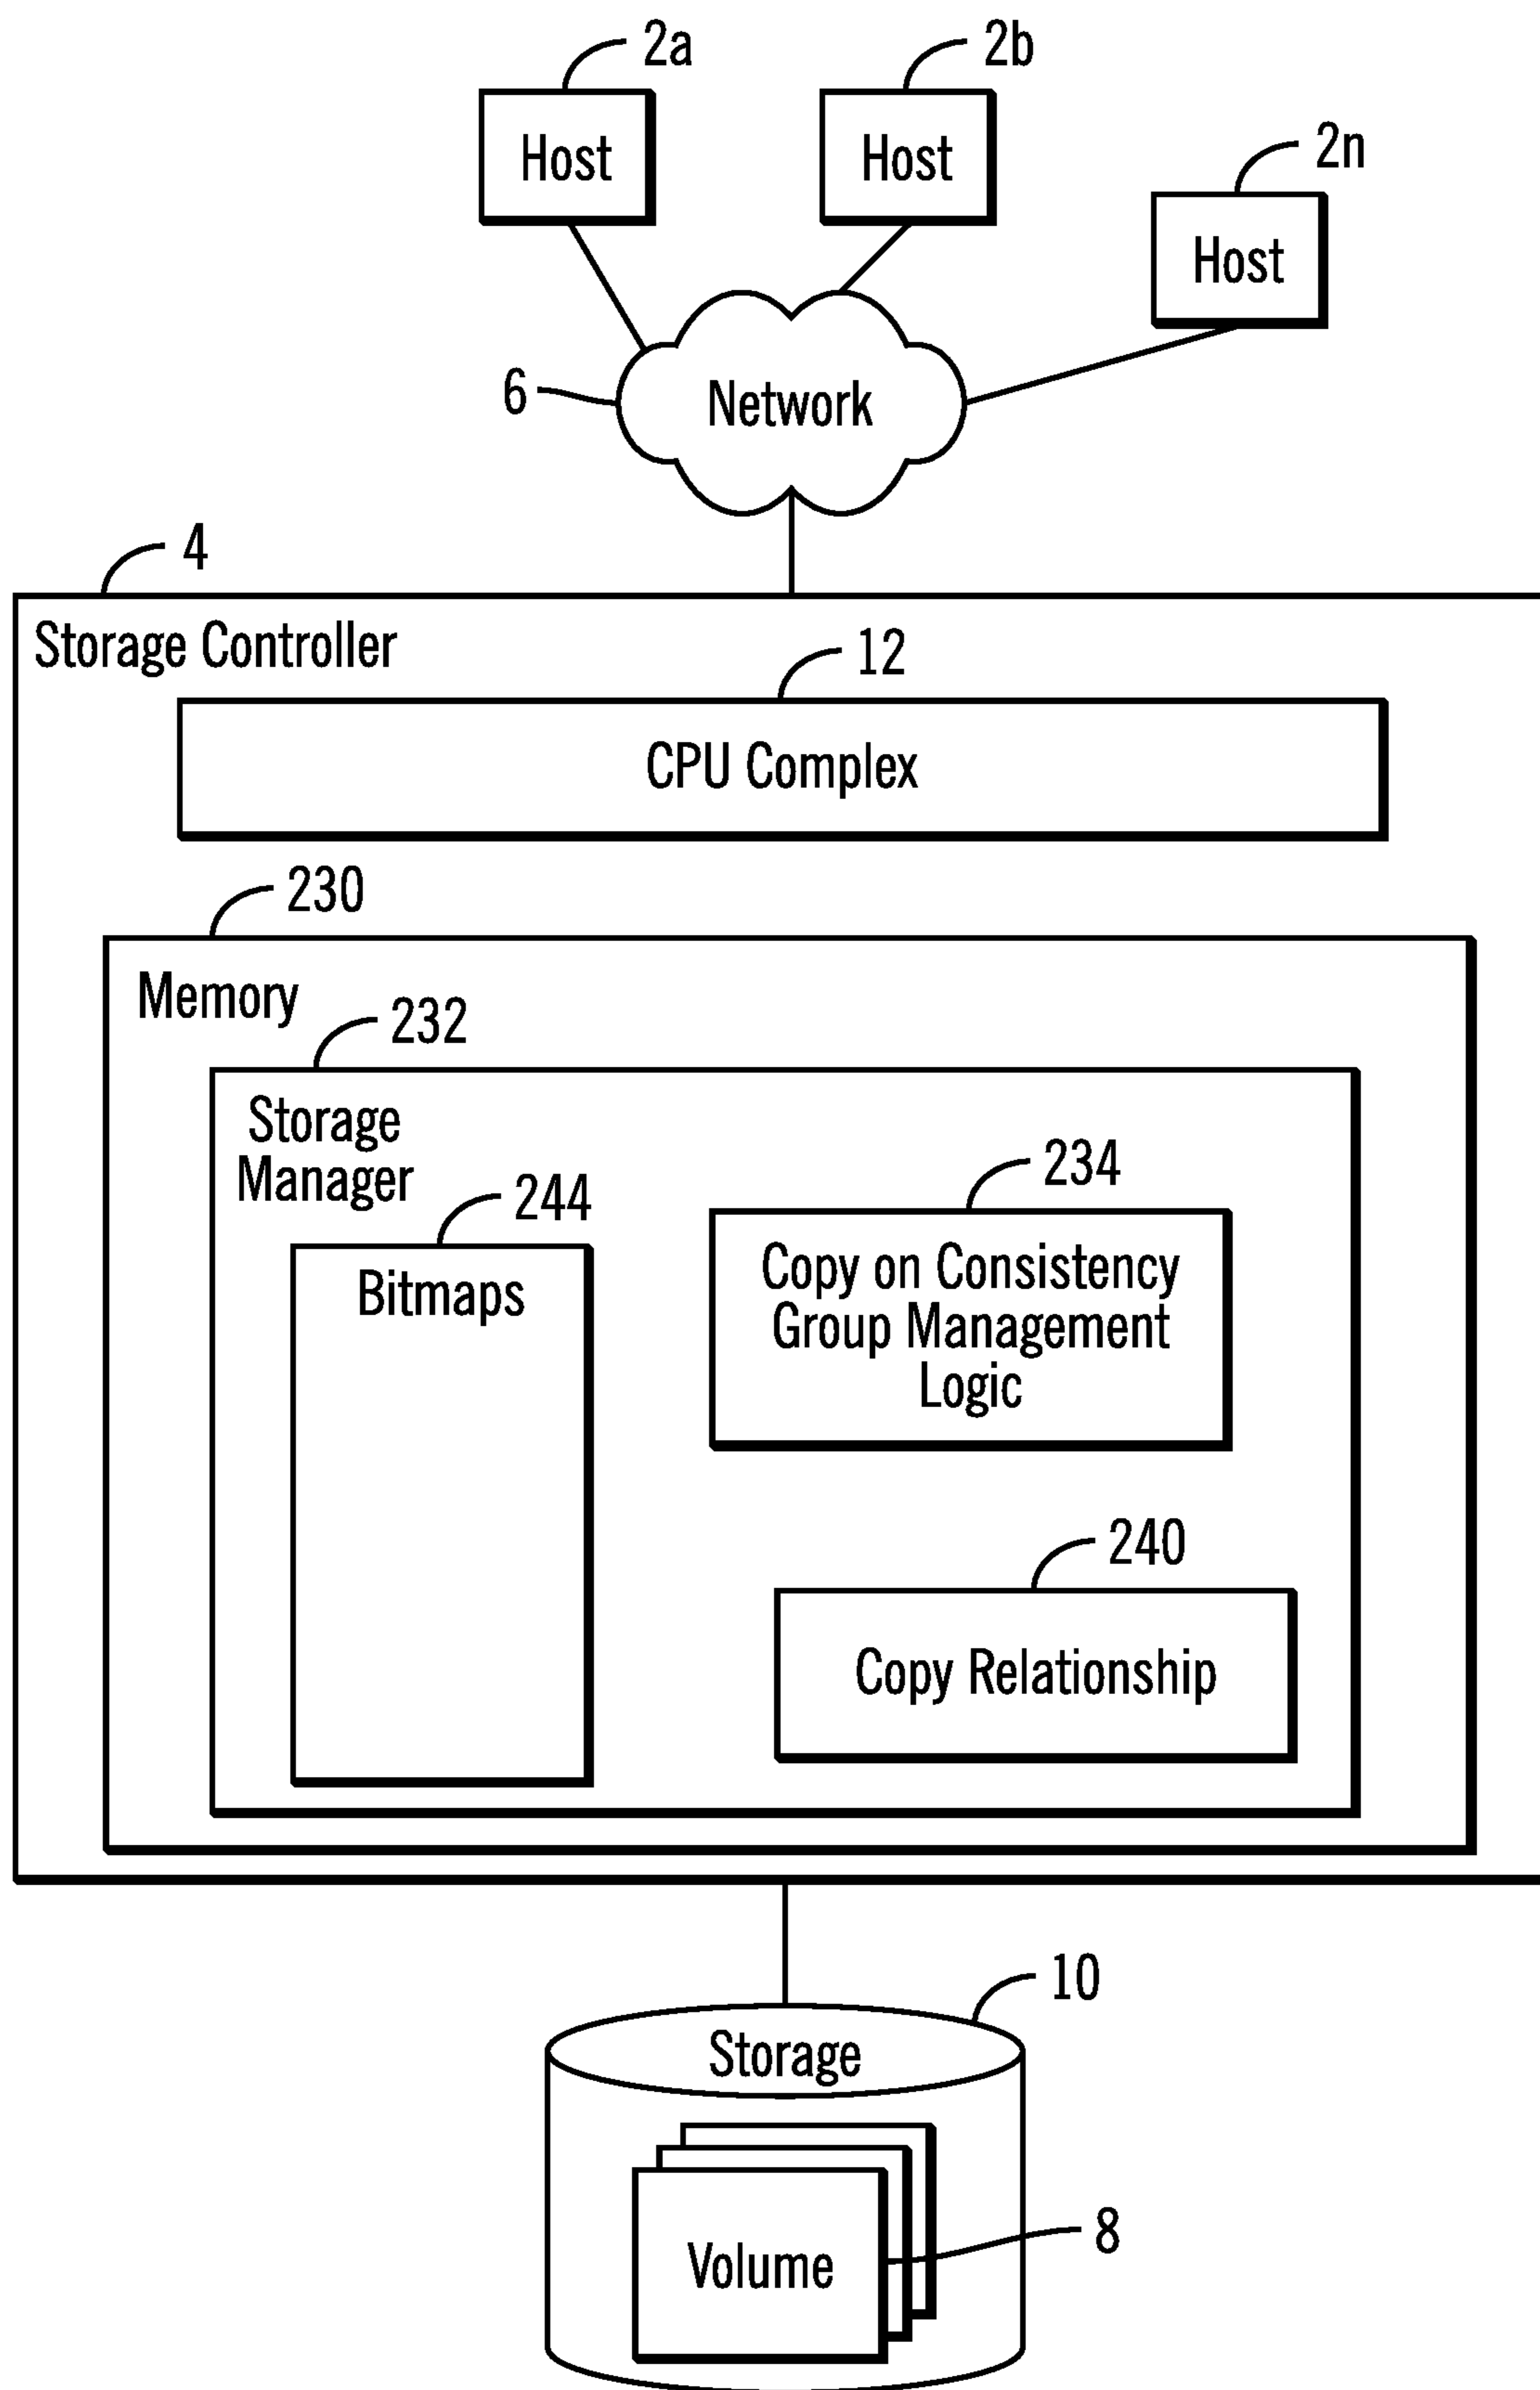 2a
2b
2n
Host
Host
Host
6
Network
4
Storage Controller
12
CPU Complex
230
Memory
232
Storage
Manager
244
234
Bitmaps
Copy on Consistency
Group Management
Logic
240
Copy Relationship
10
Storage
8
Volume